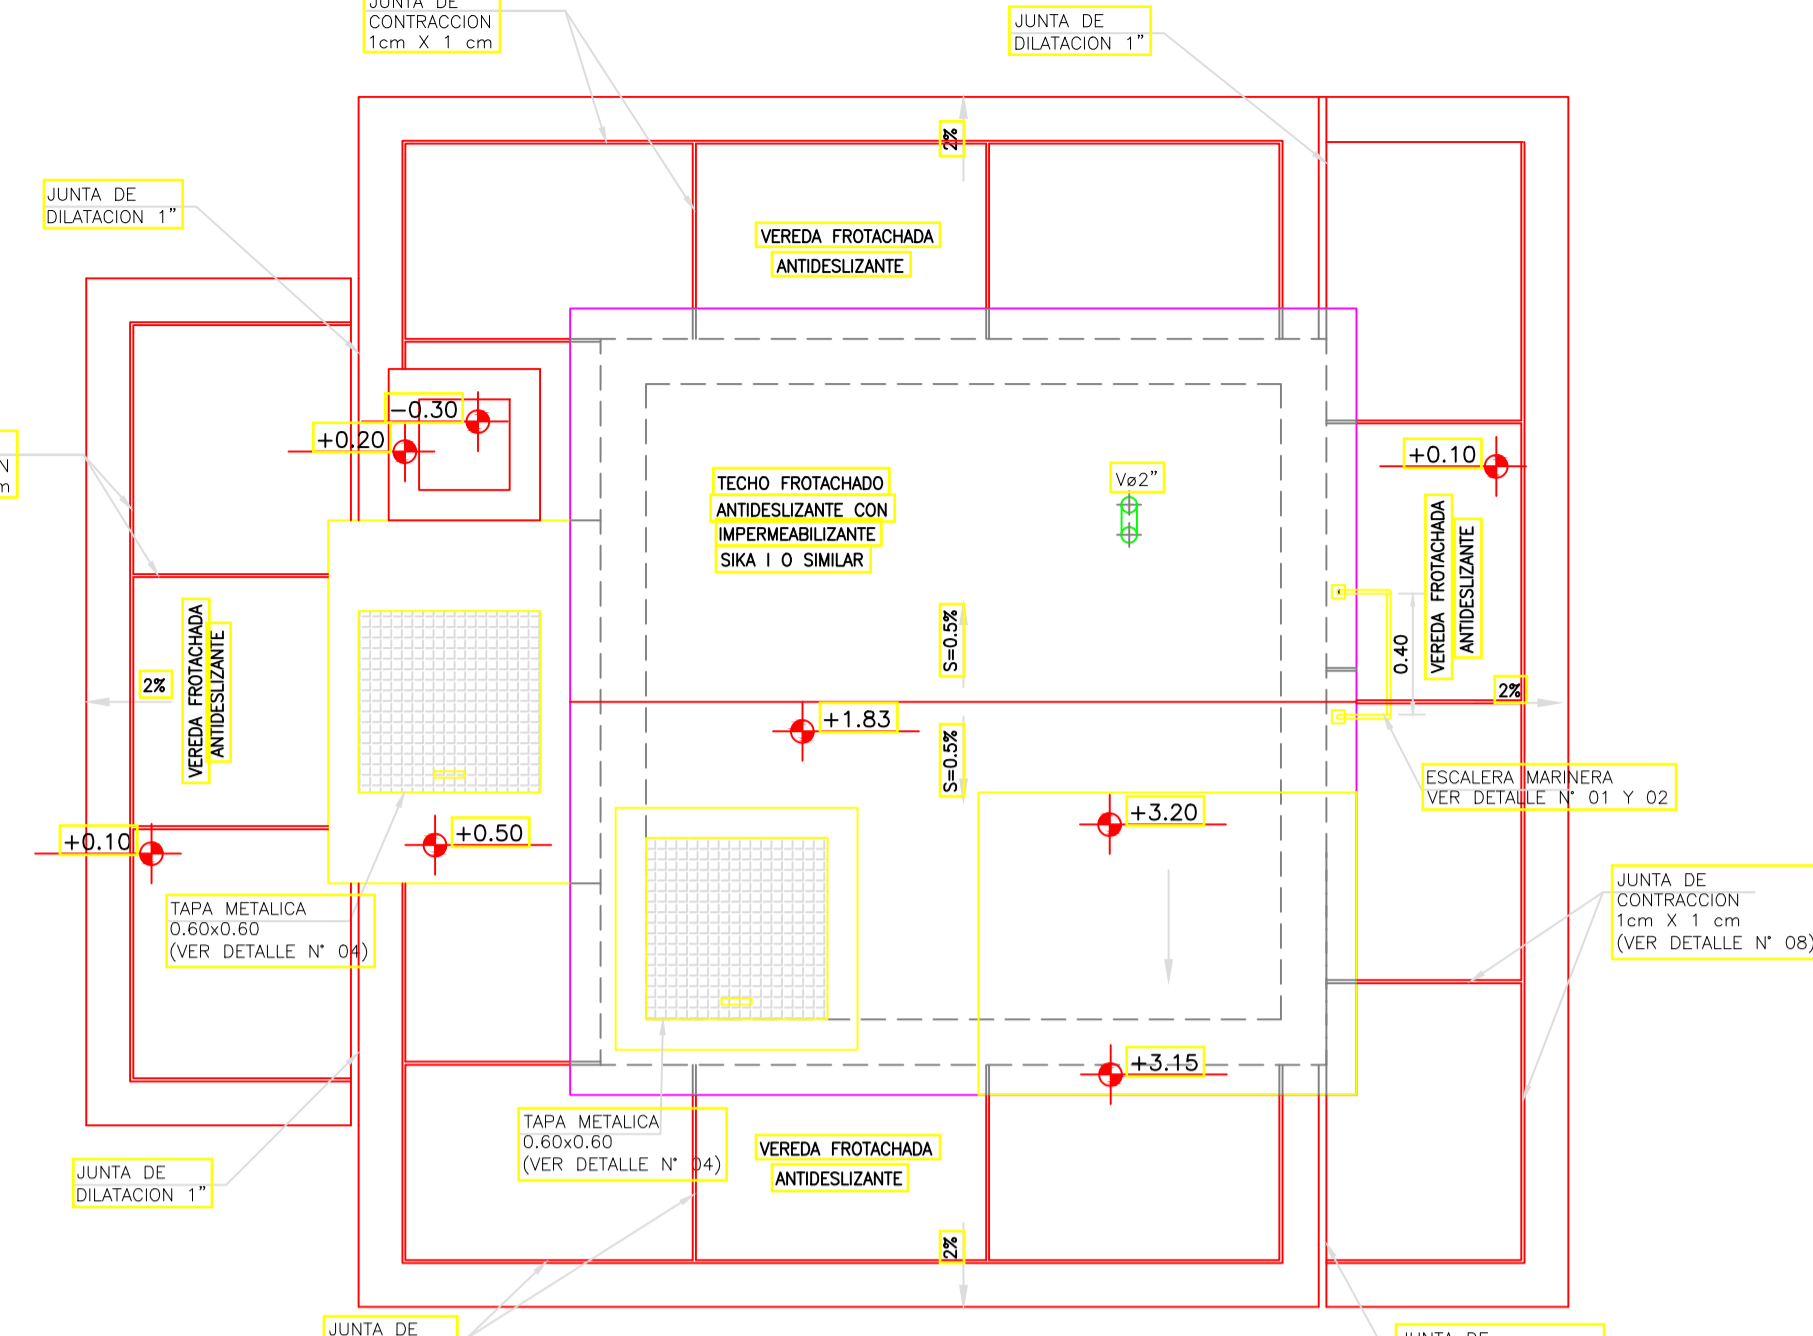 JUNTA DE
CONTRACCION
1cm X 1 cm
JUNTA DE
DILATACION 1"
2%
JUNTA DE
DILATACION 1"
VEREDA FROTACHADA
ANTIDESLIZANTE
-0.30
+0.20
+0.10
TECHO FROTACHADO
ANTIDESLIZANTE CON
IMPERMEABILIZANTE
SIKA I O SIMILAR
Vø2"
VEREDA FROTACHADA
ANTIDESLIZANTE
VEREDA FROTACHADA
ANTIDESLIZANTE
2%
S=0.5%
0.40
2%
+1.83
S=0.5%
ESCALERA MARINERA
VER DETALLE N° 01 Y 02
+0.10
+0.50
+3.20
TAPA METALICA
0.60x0.60
(VER DETALLE N° 04)
JUNTA DE
CONTRACCION
1cm X 1 cm
(VER DETALLE N° 08)
+3.15
TAPA METALICA
0.60x0.60
(VER DETALLE N° 04)
VEREDA FROTACHADA
ANTIDESLIZANTE
JUNTA DE
DILATACION 1"
2%
JUNTA DE
JUNTA DE